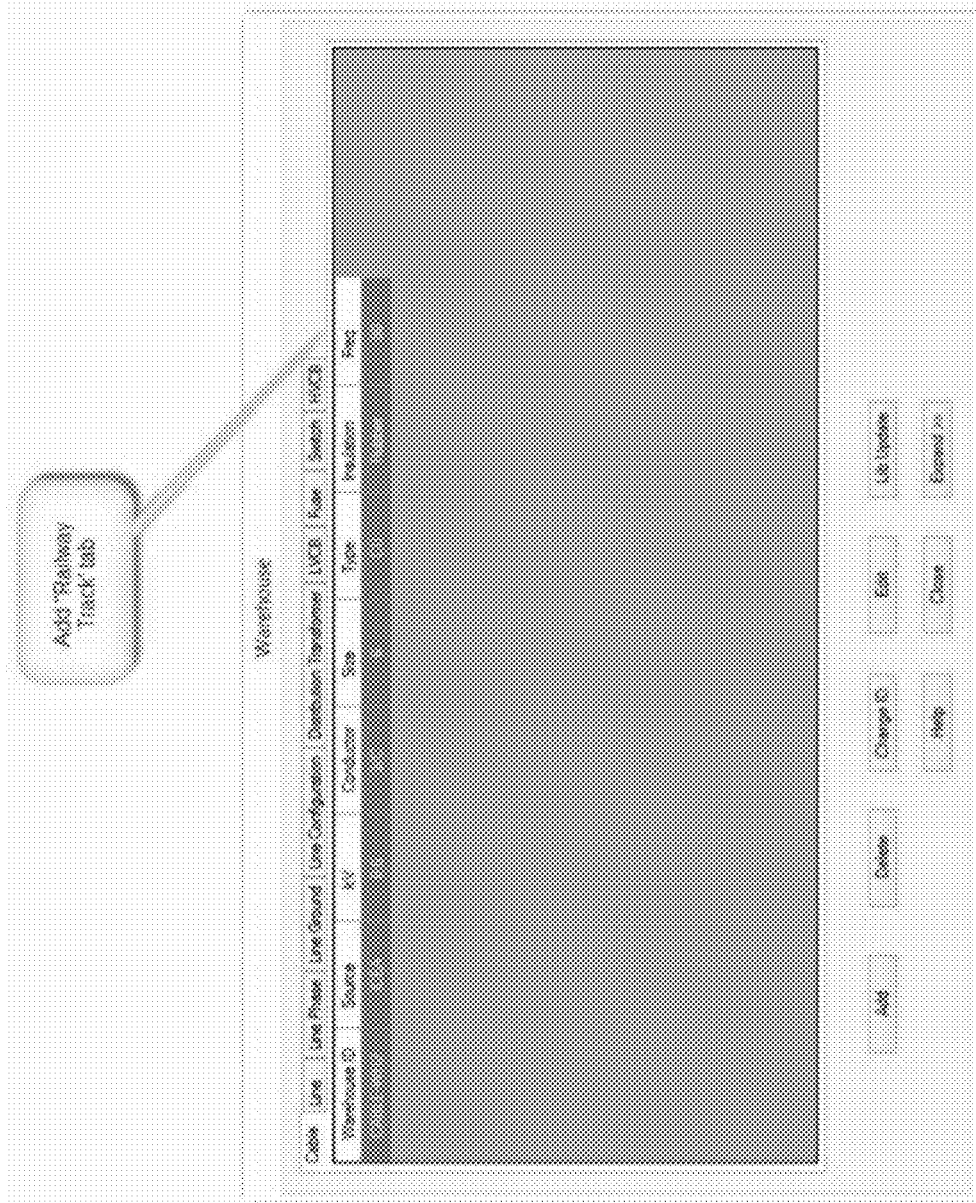 Add 'Railway
Track' tab
Warehouse
Cable | Line | Line Phase | Line Ground | Line Configuration | Distribution Transformer | LVCB | Fuse | Switch | HVCB
Warehouse ID | Source | KV | Conductor | Size | Type | Insulation | Freq
Add Delete Change ID Edit Lib Update
Help Close Expand >>